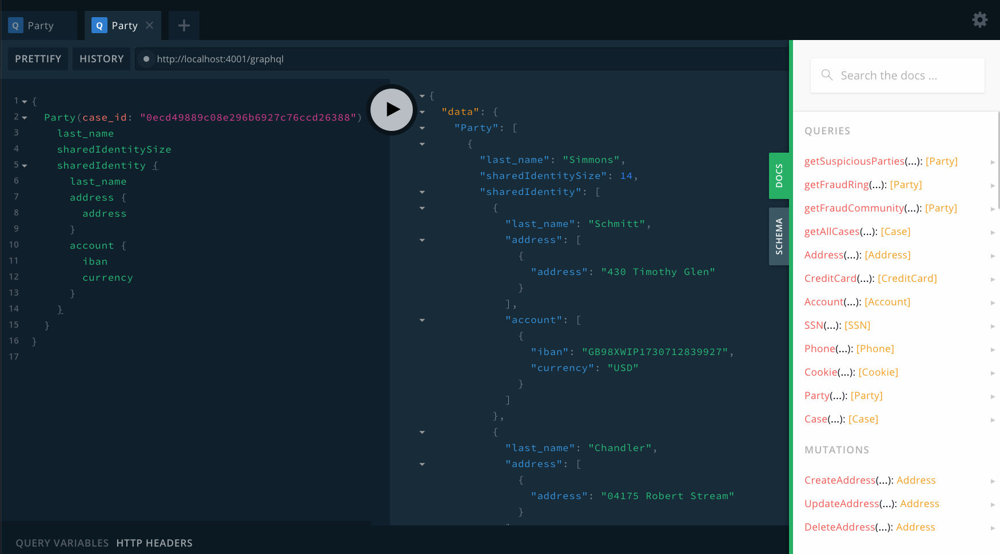 Q Party
Q Party
PRETTIFY
HISTORY
http://localhost:4001/graphql
1 {
2 Party(case_id: "0ecd49889c08e296b6927c76ccd26388")
3 last_name
4 sharedIdentitySize
5 sharedIdentity {
6 last_name
7 address {
8 address
9 }
10 account {
11 iban
12 currency
13 }
14 }
15 }
16 }
17
{
"data": {
"Party": [
{
"last_name": "Simmons",
"sharedIdentitySize": 14,
"sharedIdentity": [
{
"last_name": "Schmitt",
"address": [
{
"address": "430 Timothy Glen"
}
],
"account": [
{
"iban": "GB98XWIP1730712839927",
"currency": "USD"
}
]
},
{
"last_name": "Chandler",
"address": [
{
"address": "04175 Robert Stream"
}
DOCS
SCHEMA
Search the docs ...
QUERIES
getSuspiciousParties(...): [Party]
getFraudRing(...): [Party]
getFraudCommunity(...): [Party]
getAllCases(...): [Case]
Address(...): [Address]
CreditCard(...): [CreditCard]
Account(...): [Account]
SSN(...): [SSN]
Phone(...): [Phone]
Cookie(...): [Cookie]
Party(...): [Party]
Case(...): [Case]
MUTATIONS
CreateAddress(...): Address
UpdateAddress(...): Address
DeleteAddress(...): Address
QUERY VARIABLES HTTP HEADERS